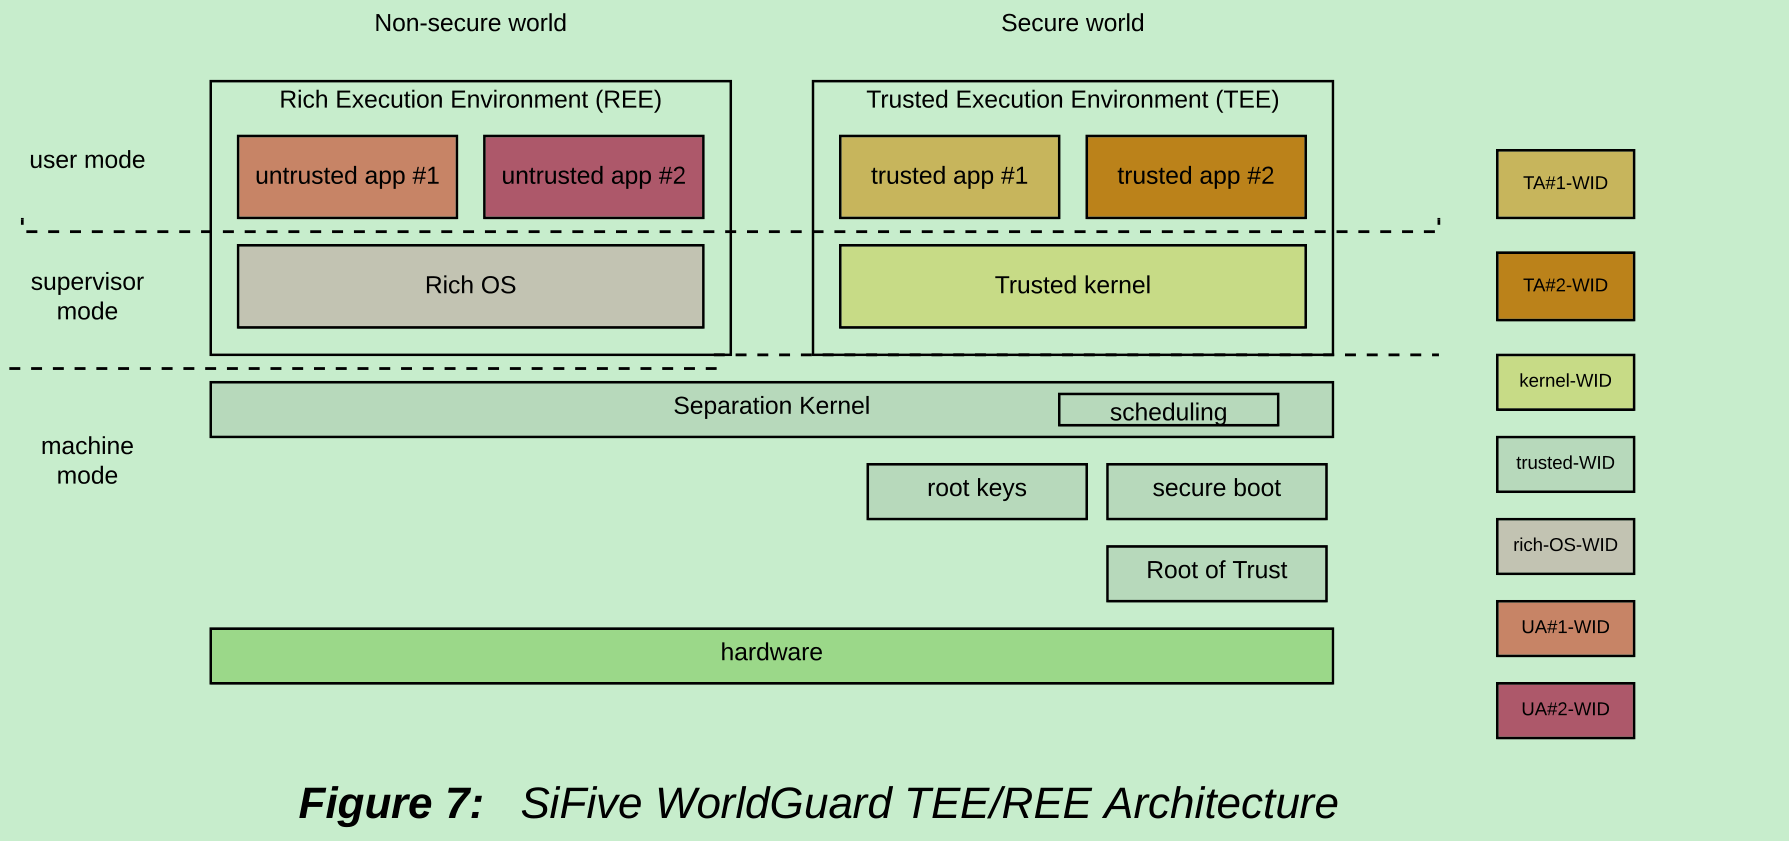 Non-secure world
Secure world
Rich Execution Environment (REE)
Trusted Execution Environment (TEE)
user mode
untrusted app #1
untrusted app #2
trusted app #1
trusted app #2
TA#1-WID
supervisor
mode
Rich OS
Trusted kernel
TA#2-WID
kernel-WID
machine
mode
Separation Kernel
scheduling
trusted-WID
root keys
secure boot
rich-OS-WID
Root of Trust
UA#1-WID
hardware
UA#2-WID
Figure 7: SiFive WorldGuard TEE/REE Architecture